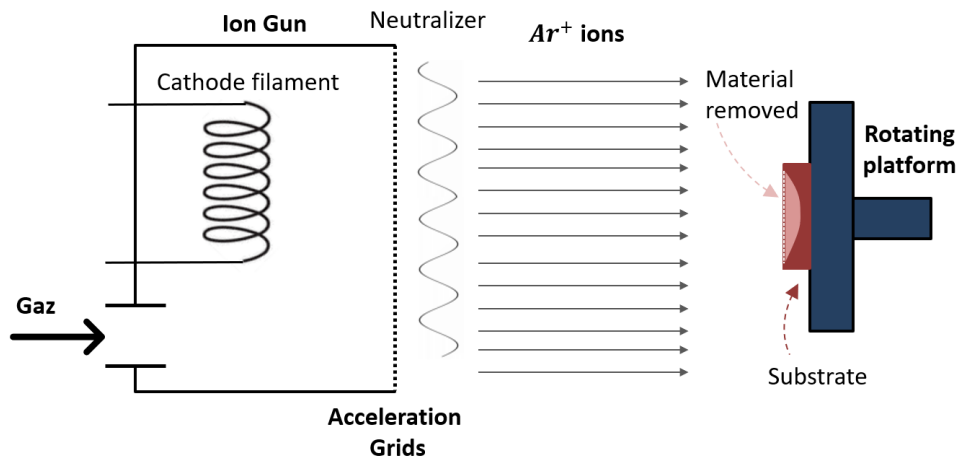 Ion Gun
Neutralizer
Ar⁺ ions
Cathode filament
Material
removed
Rotating
platform
Gaz
Substrate
Acceleration
Grids